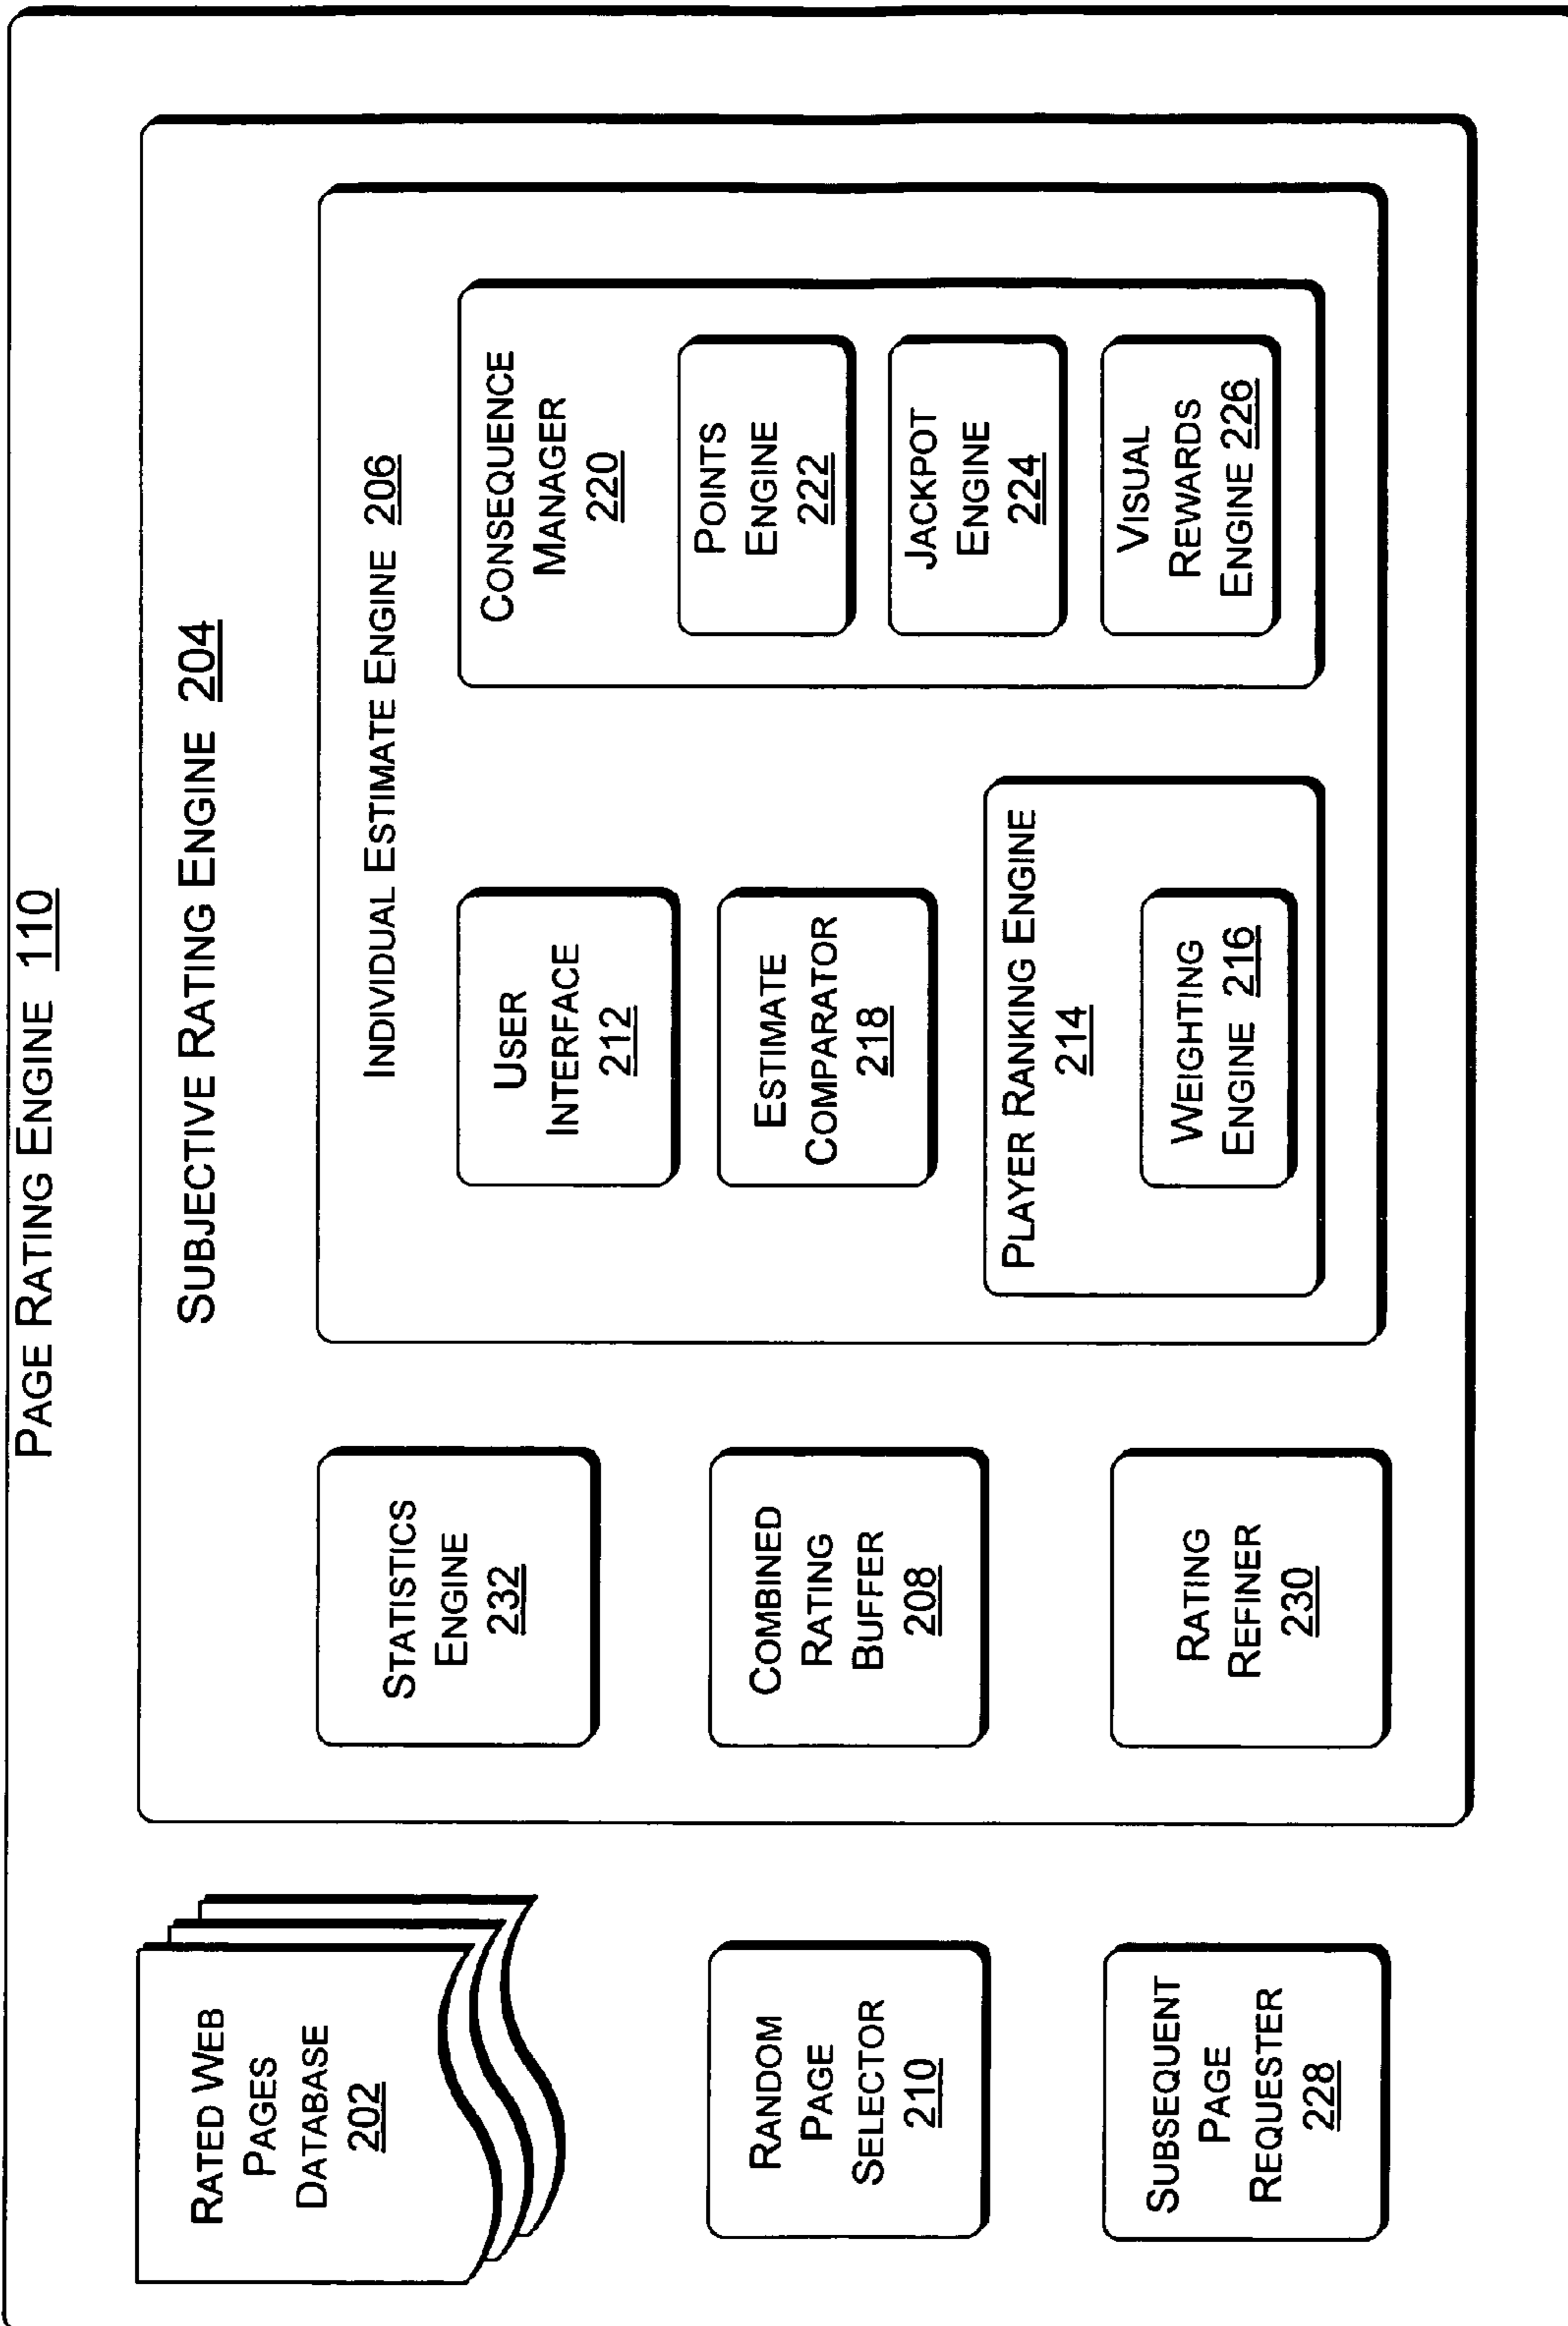 PAGE RATING ENGINE 110
RATED WEB
PAGES
DATABASE
202
RANDOM
PAGE
SELECTOR
210
SUBSEQUENT
PAGE
REQUESTER
228
SUBJECTIVE RATING ENGINE 204
STATISTICS
ENGINE
232
COMBINED
RATING
BUFFER
208
RATING
REFINER
230
INDIVIDUAL ESTIMATE ENGINE 206
USER
INTERFACE
212
ESTIMATE
COMPARATOR
218
PLAYER RANKING ENGINE
214
WEIGHTING
ENGINE 216
CONSEQUENCE
MANAGER
220
POINTS
ENGINE
222
JACKPOT
ENGINE
224
VISUAL
REWARDS
ENGINE 226